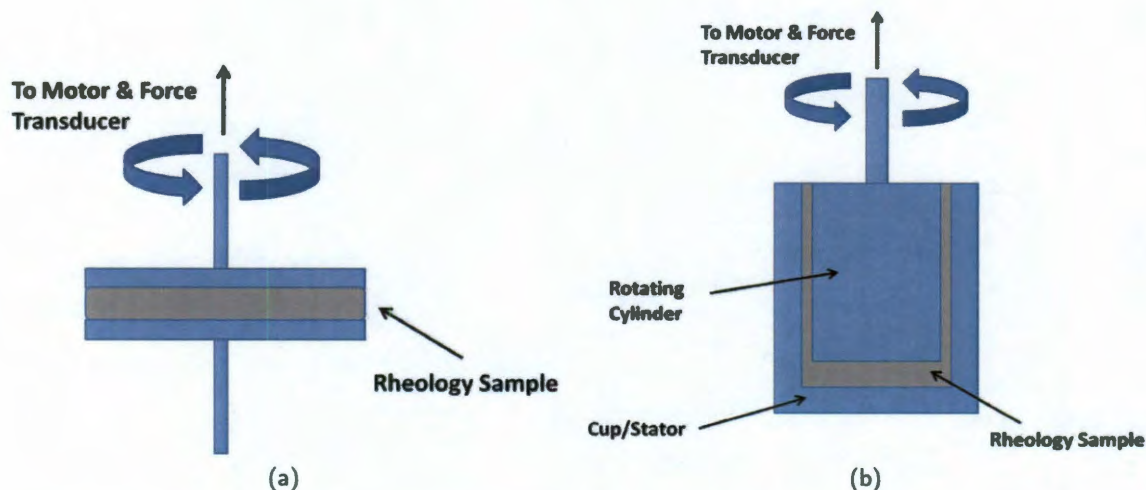 To Motor & Force
Transducer
Rheology Sample
(a)
To Motor & Force
Transducer
Rotating
Cylinder
Cup/Stator
Rheology Sample
(b)